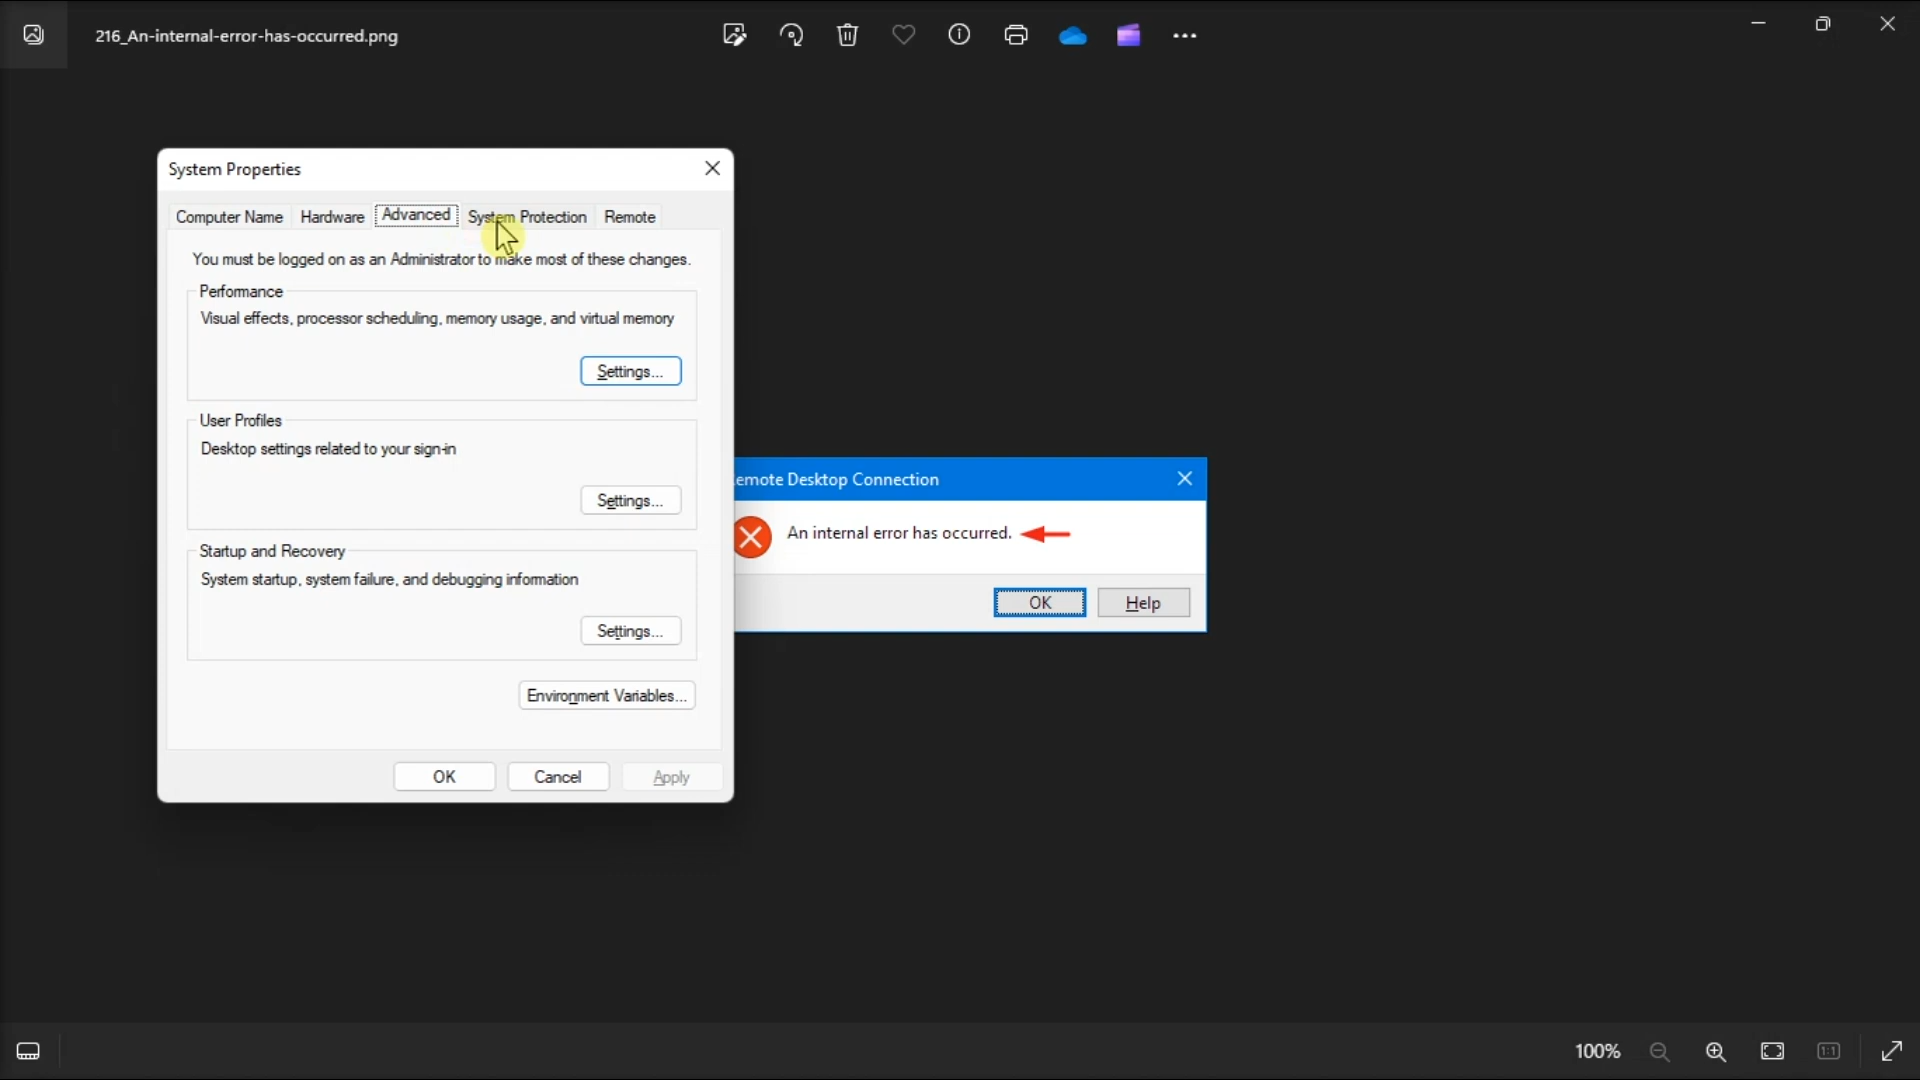 216_An-internal-error-has-occurred.png
System Properties
Computer Name Hardware Advanced System Protection Remote
You must be logged on as an Administrator to make most of these changes.
Performance
Visual effects, processor scheduling, memory usage, and virtual memory
Settings...
User Profiles
Desktop settings related to your sign-in
Settings...
Startup and Recovery
System startup, system failure, and debugging information
Settings...
Environment Variables...
OK Cancel Apply
emote Desktop Connection
An internal error has occurred.
OK Help
100% 1:1